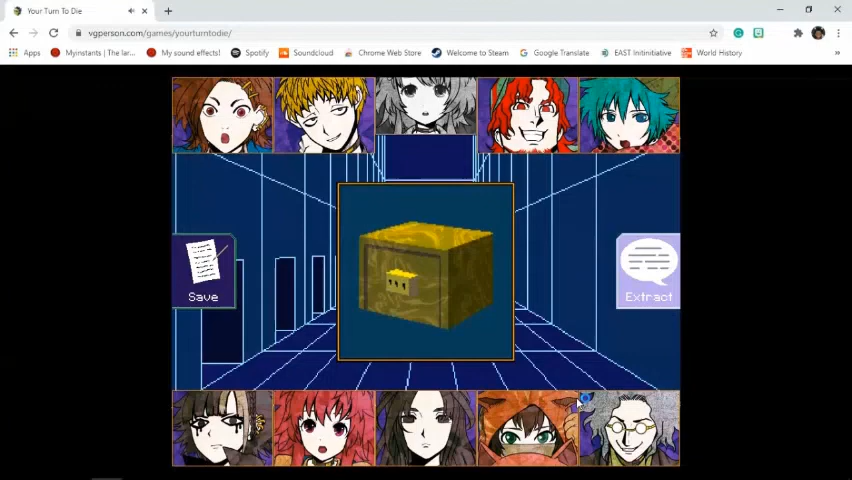 Your Turn To Die
vgperson.com/games/yourturntodie/
Apps
Myinstants | The lar...
My sound effects!
Spotify
Soundcloud
Chrome Web Store
Welcome to Steam
Google Translate
EAST Initinitiative
World History
Save
Extract